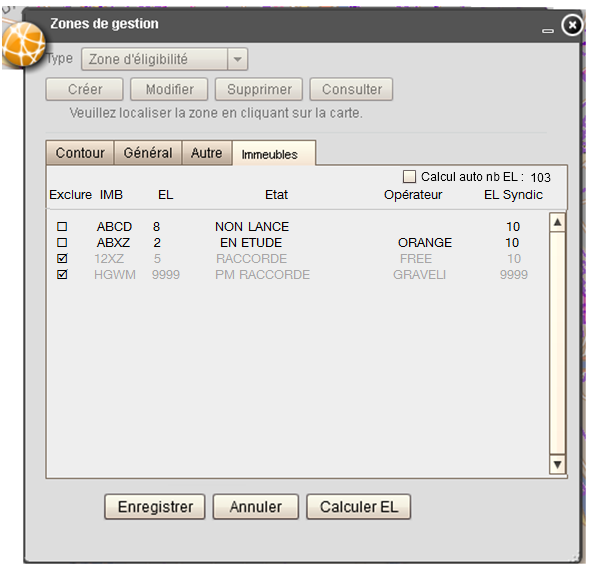 Zones de gestion
Type Zone d'éligibilité
Créer Modifier Supprimer Consulter
Veuillez localiser la zone en cliquant sur la carte.
Contour Général Autre Immeubles
Calcul auto nb EL : 103
Exclure IMB EL Etat Opérateur EL Syndic
ABCD 8 NON LANCE 10
ABXZ 2 EN ETUDE ORANGE 10
12XZ 5 RACCORDE FREE 10
HGWM 9999 PM RACCORDE GRAVELI 9999
Enregistrer Annuler Calculer EL